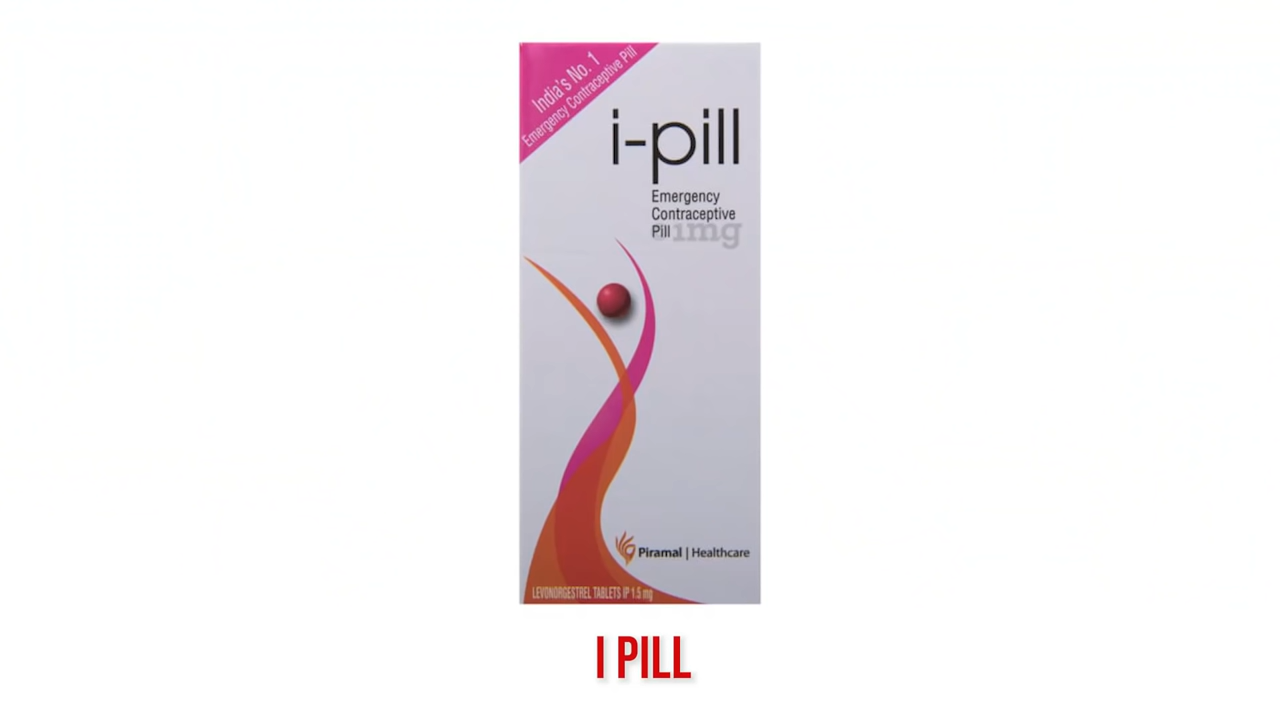 India's No. 1
Emergency Contraceptive Pill
i-pill
Emergency
Contraceptive
Pill
1mg
Piramal | Healthcare
LEVONORGESTREL TABLETS IP 1.5 mg
I PILL